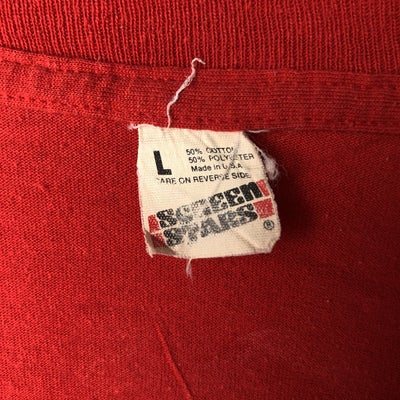 L
50% COTTON
50% POLYESTER
Made in U.S.A.
CARE ON REVERSE SIDE
SCREEN
STARS ®